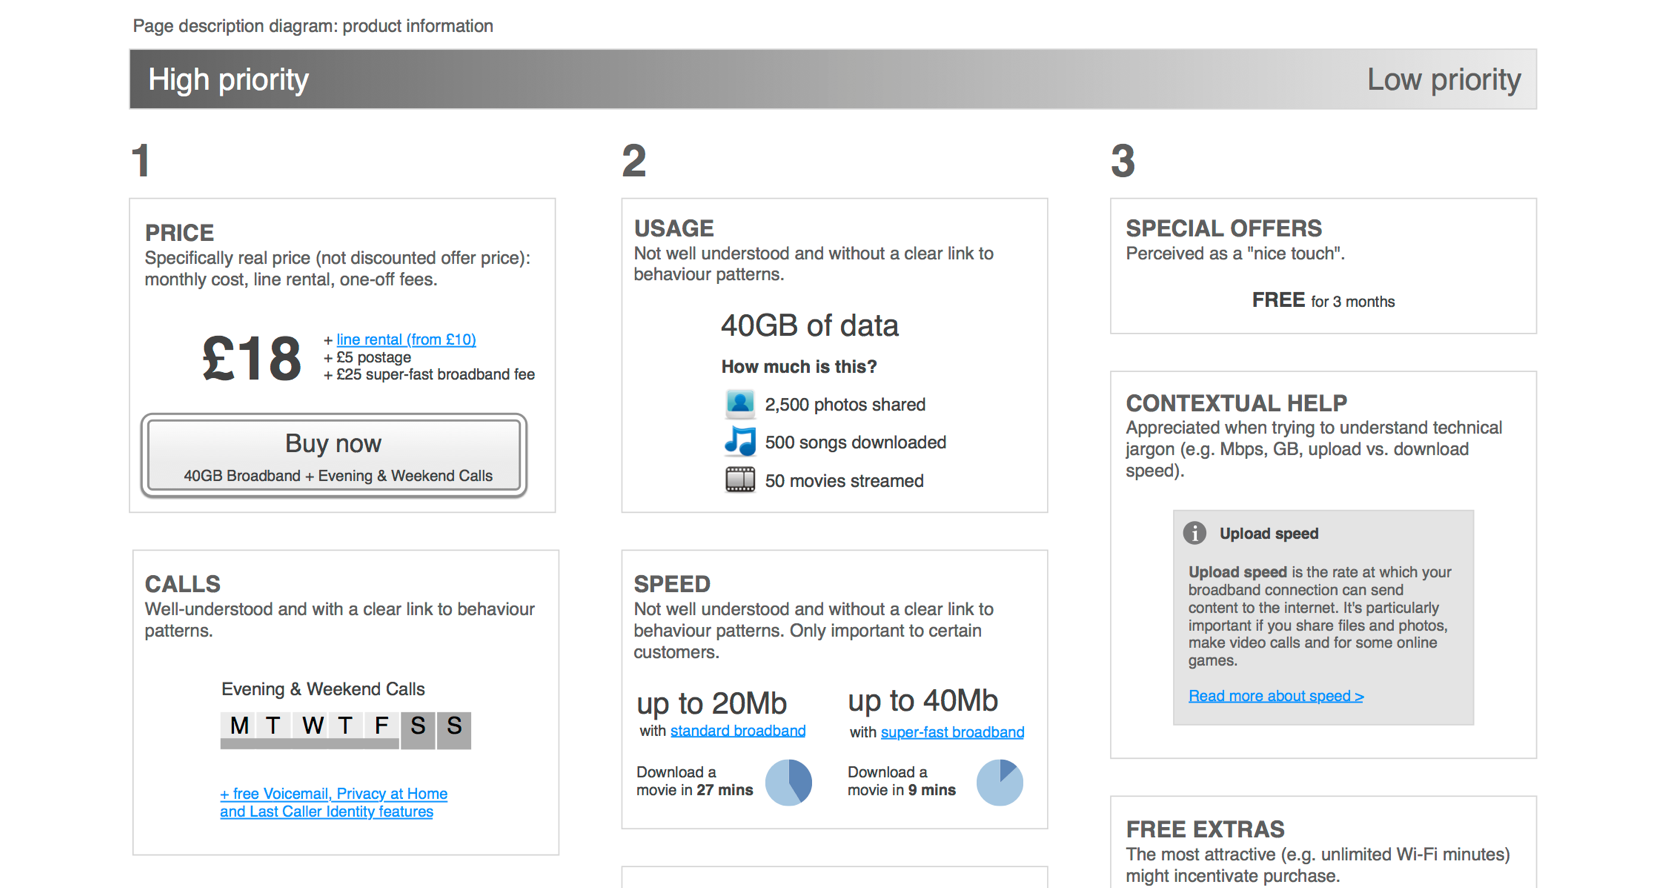 Page description diagram: product information
High priority
Low priority
1
PRICE
Specifically real price (not discounted offer price):
monthly cost, line rental, one-off fees.
£18
+ line rental (from £10)
+ £5 postage
+ £25 super-fast broadband fee
Buy now
40GB Broadband + Evening & Weekend Calls
CALLS
Well-understood and with a clear link to behaviour
patterns.
Evening & Weekend Calls
M T W T F S S
+ free Voicemail, Privacy at Home
and Last Caller Identity features
2
USAGE
Not well understood and without a clear link to
behaviour patterns.
40GB of data
How much is this?
2,500 photos shared
500 songs downloaded
50 movies streamed
SPEED
Not well understood and without a clear link to
behaviour patterns. Only important to certain
customers.
up to 20Mb
with standard broadband
Download a
movie in 27 mins
up to 40Mb
with super-fast broadband
Download a
movie in 9 mins
3
SPECIAL OFFERS
Perceived as a "nice touch".
FREE for 3 months
CONTEXTUAL HELP
Appreciated when trying to understand technical
jargon (e.g. Mbps, GB, upload vs. download
speed).
i Upload speed
Upload speed is the rate at which your
broadband connection can send
content to the internet. It's particularly
important if you share files and photos,
make video calls and for some online
games.
Read more about speed >
FREE EXTRAS
The most attractive (e.g. unlimited Wi-Fi minutes)
might incentivate purchase.